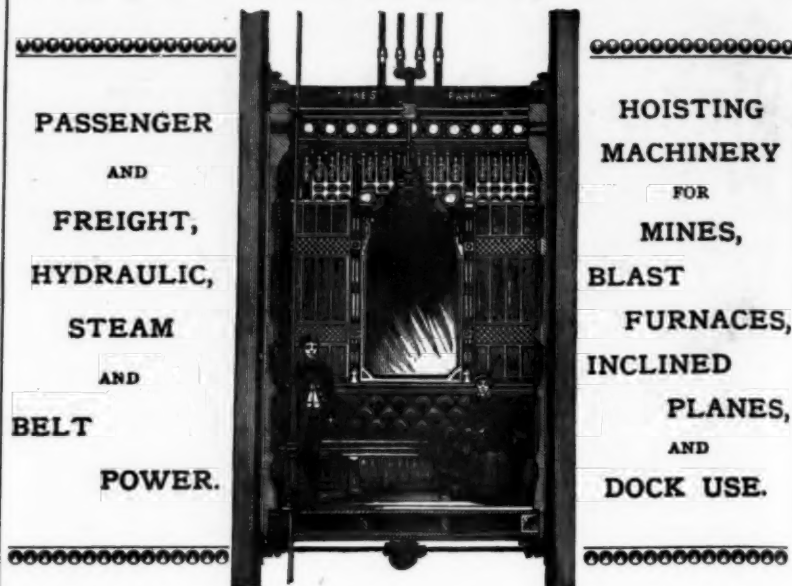 PASSENGER
AND
FREIGHT,
HYDRAULIC,
STEAM
AND
BELT
POWER.
HOISTING
MACHINERY
FOR
MINES,
BLAST
FURNACES,
INCLINED
PLANES,
AND
DOCK USE.